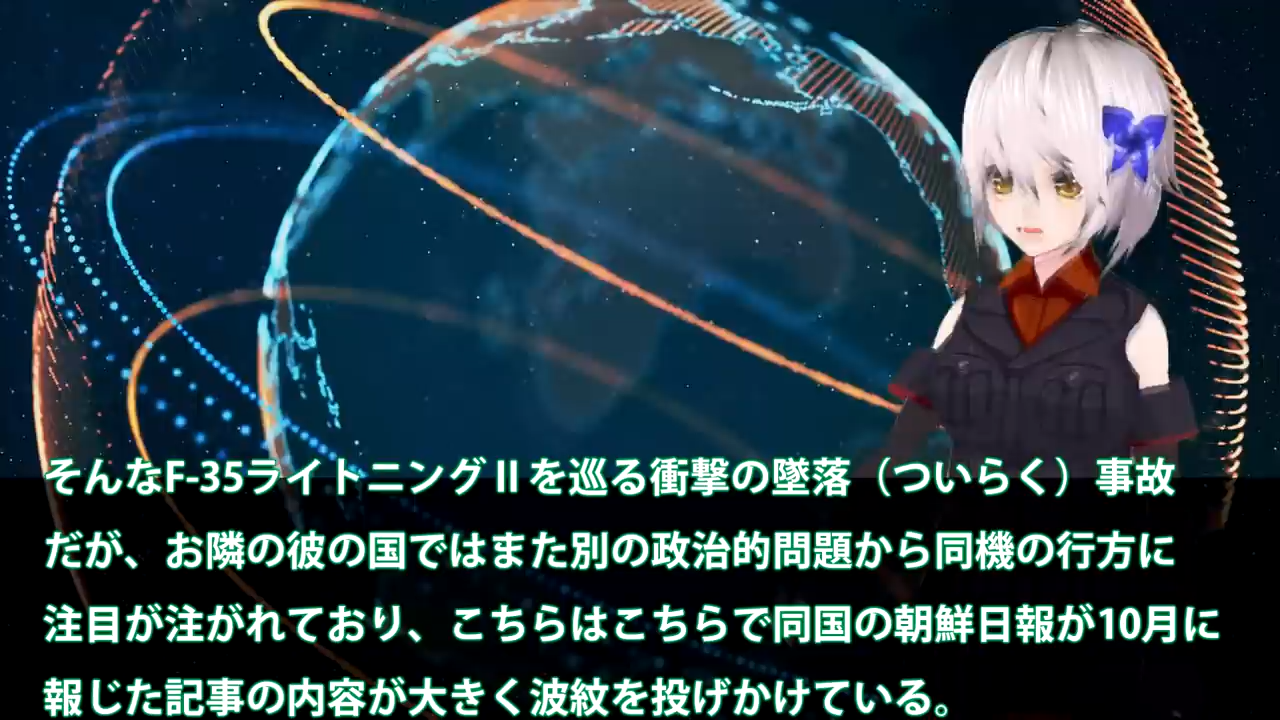 そんなF-35ライトニングⅡを巡る衝撃の墜落（ついらく）事故
だが、お隣の彼の国ではまた別の政治的問題から同機の行方に
注目が注がれており、こちらはこちらで同国の朝鮮日報が10月に
報じた記事の内容が大きく波紋を投げかけている。